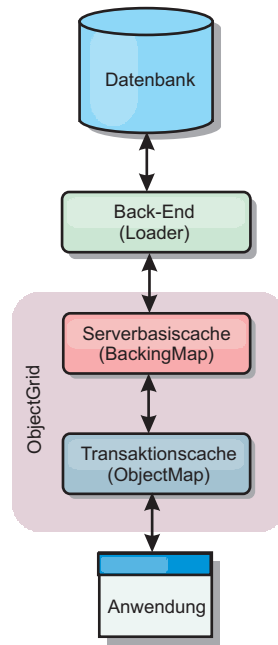 Datenbank
Back-End
(Loader)
ObjectGrid
Serverbasiscache
(BackingMap)
Transaktionscache
(ObjectMap)
Anwendung